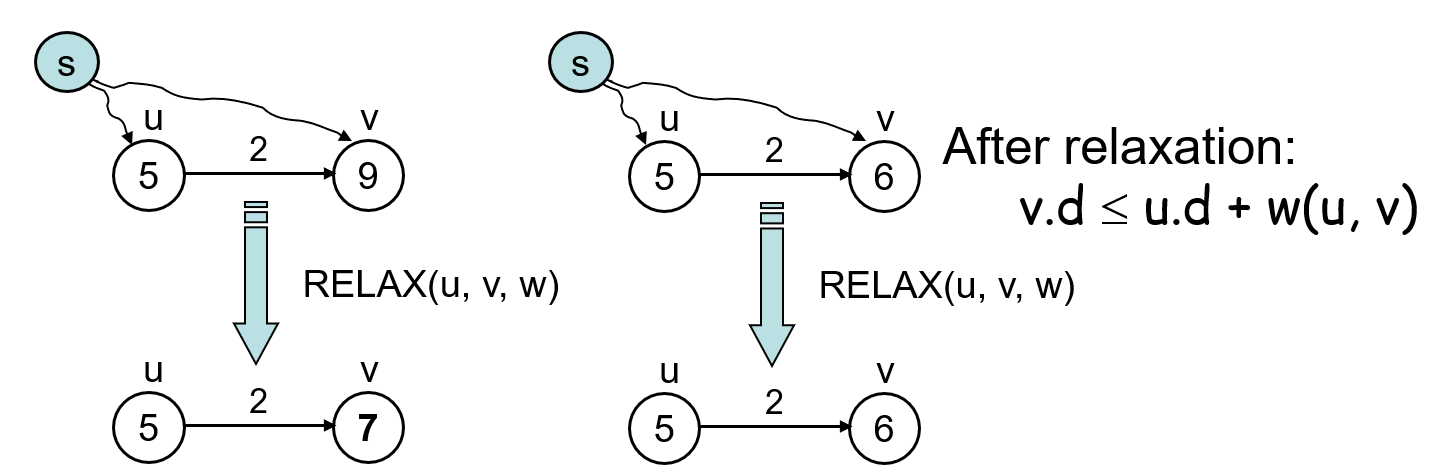 s
s
u
v
u
v
After relaxation:
2
2
5
9
5
6
v.d ≤ u.d + w(u, v)
RELAX(u, v, w)
RELAX(u, v, w)
u
v
u
v
2
2
5
7
5
6